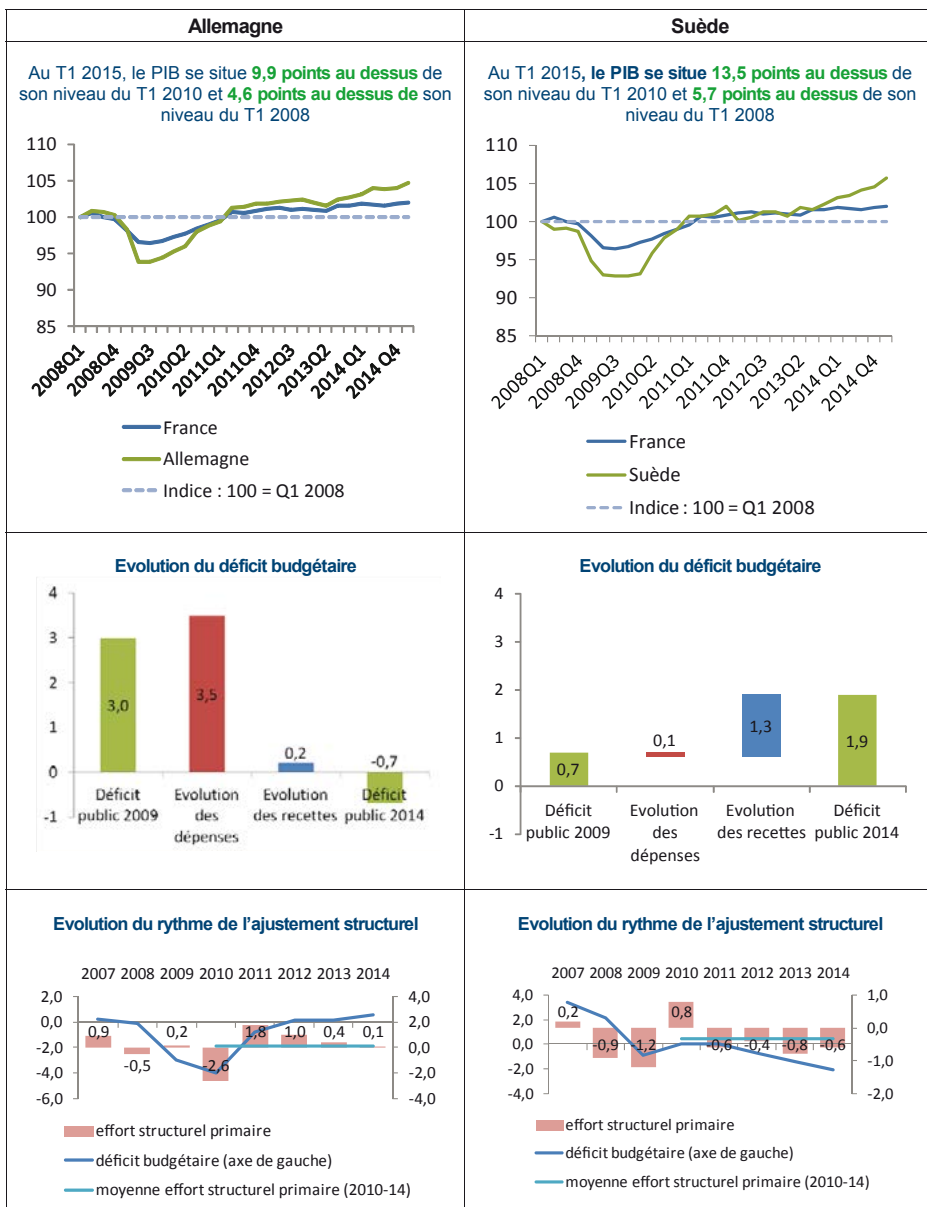 Allemagne
Au T1 2015, le PIB se situe 9,9 points au dessus de
son niveau du T1 2010 et 4,6 points au dessus de son
niveau du T1 2008
110
105
100
95
90
85
2008Q1
2008Q4
2009Q3
2010Q2
2011Q1
2011Q4
2012Q3
2013Q2
2014 Q1
2014 Q4
France
Allemagne
Indice : 100 = Q1 2008
Suède
Au T1 2015, le PIB se situe 13,5 points au dessus de
son niveau du T1 2010 et 5,7 points au dessus de son
niveau du T1 2008
110
105
100
95
90
85
2008Q1
2008Q4
2009Q3
2010Q2
2011Q1
2011Q4
2012Q3
2013Q2
2014 Q1
2014 Q4
France
Suède
Indice : 100 = Q1 2008
Evolution du déficit budgétaire
4
3
2
1
0
-1
3,0
3,5
0,2
-0,7
Déficit
public 2009
Evolution
des
dépenses
Evolution
des recettes
Déficit
public 2014
Evolution du déficit budgétaire
4
3
2
1
0
-1
0,7
0,1
1,3
1,9
Déficit
public 2009
Evolution
des
dépenses
Evolution
des recettes
Déficit
public 2014
Evolution du rythme de l’ajustement structurel
2007 2008 2009 2010 2011 2012 2013 2014
2,0
0,0
-2,0
-4,0
-6,0
4,0
2,0
0,0
-2,0
-4,0
0,9
-0,5
0,2
-2,6
1,8
1,0
0,4
0,1
effort structurel primaire
déficit budgétaire (axe de gauche)
moyenne effort structurel primaire (2010-14)
Evolution du rythme de l’ajustement structurel
2007 2008 2009 2010 2011 2012 2013 2014
4,0
2,0
0,0
-2,0
-4,0
1,0
0,0
-1,0
-2,0
0,2
-0,9
-1,2
0,8
-0,6
-0,4
-0,8
-0,6
effort structurel primaire
déficit budgétaire (axe de gauche)
moyenne effort structurel primaire (2010-14)